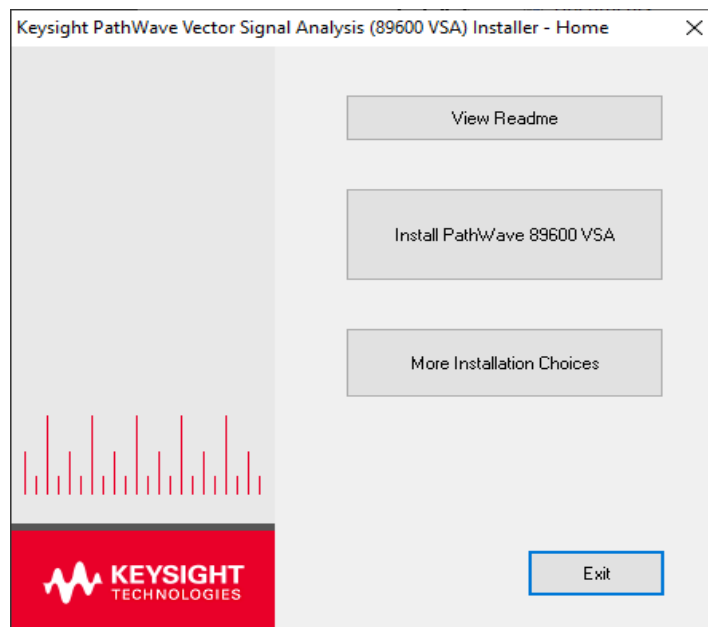 Keysight PathWave Vector Signal Analysis (89600 VSA) Installer - Home
View Readme
Install PathWave 89600 VSA
More Installation Choices
KEYSIGHT
TECHNOLOGIES
Exit